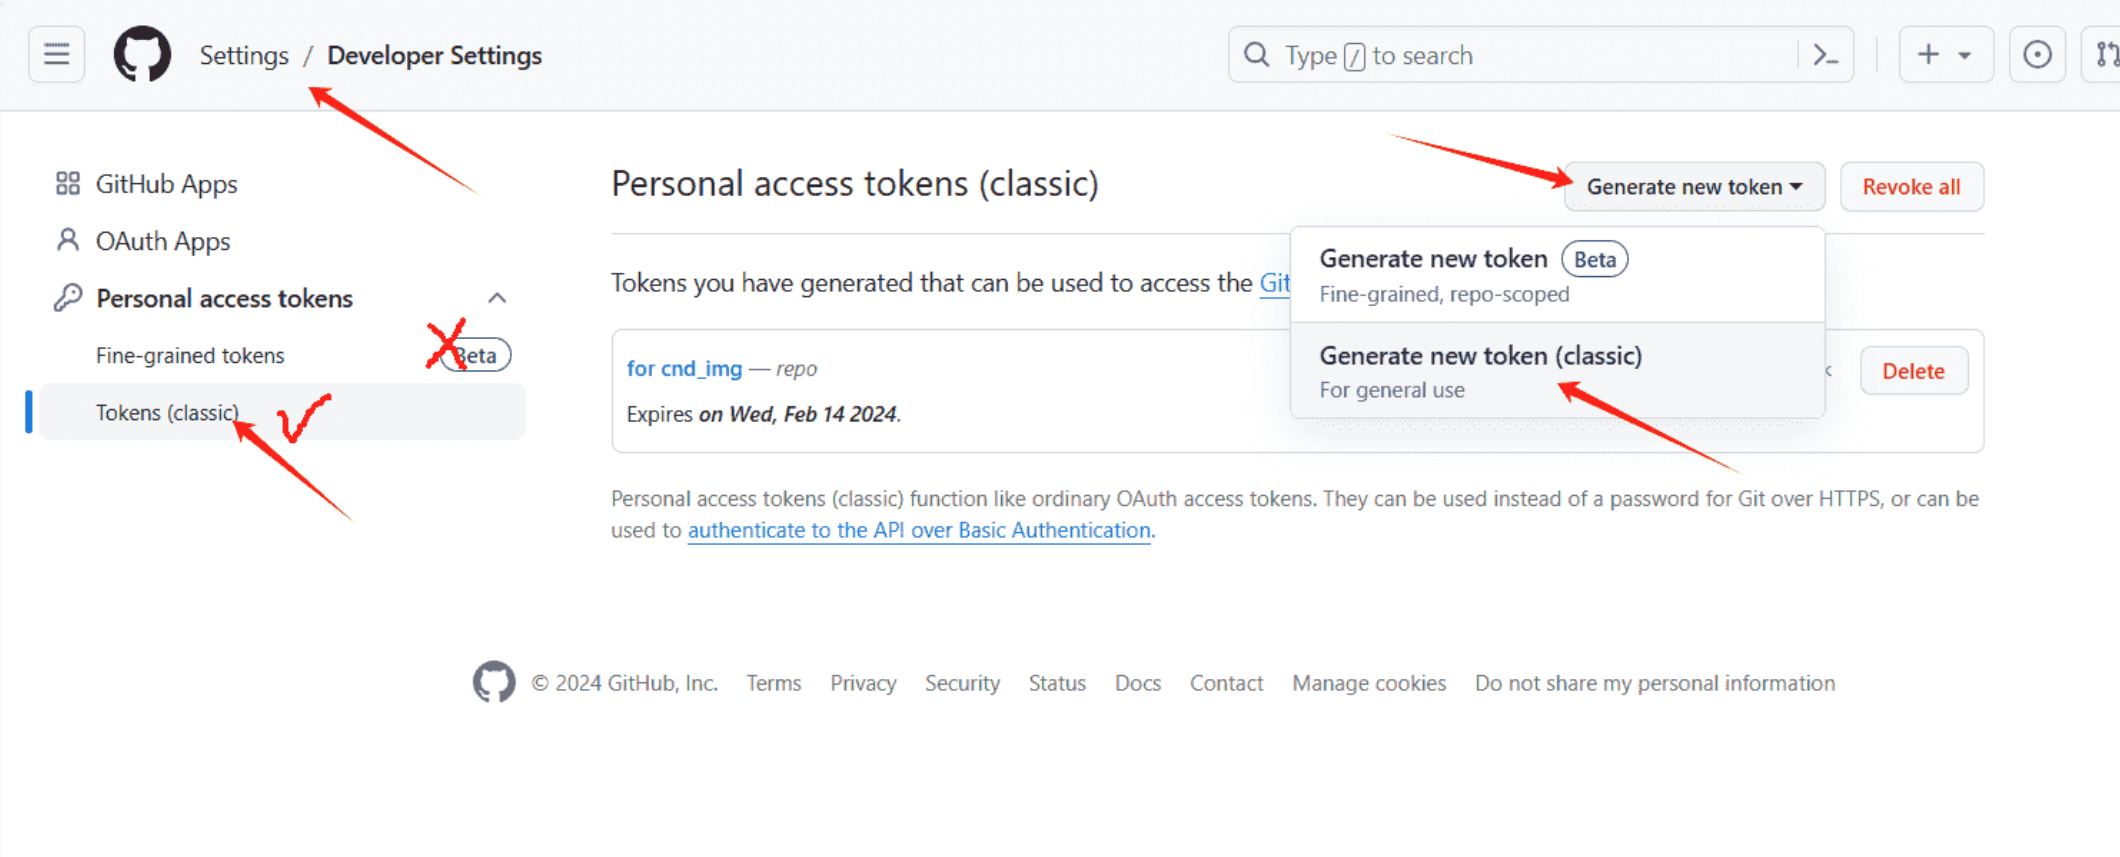 Settings / Developer Settings
Type / to search
GitHub Apps
OAuth Apps
Personal access tokens
Fine-grained tokens Beta
Tokens (classic)
Personal access tokens (classic)
Generate new token
Revoke all
Tokens you have generated that can be used to access the Git
Generate new token Beta
Fine-grained, repo-scoped
Generate new token (classic)
For general use
for cnd_img — repo
Delete
Expires on Wed, Feb 14 2024.
Personal access tokens (classic) function like ordinary OAuth access tokens. They can be used instead of a password for Git over HTTPS, or can be
used to authenticate to the API over Basic Authentication.
© 2024 GitHub, Inc. Terms Privacy Security Status Docs Contact Manage cookies Do not share my personal information